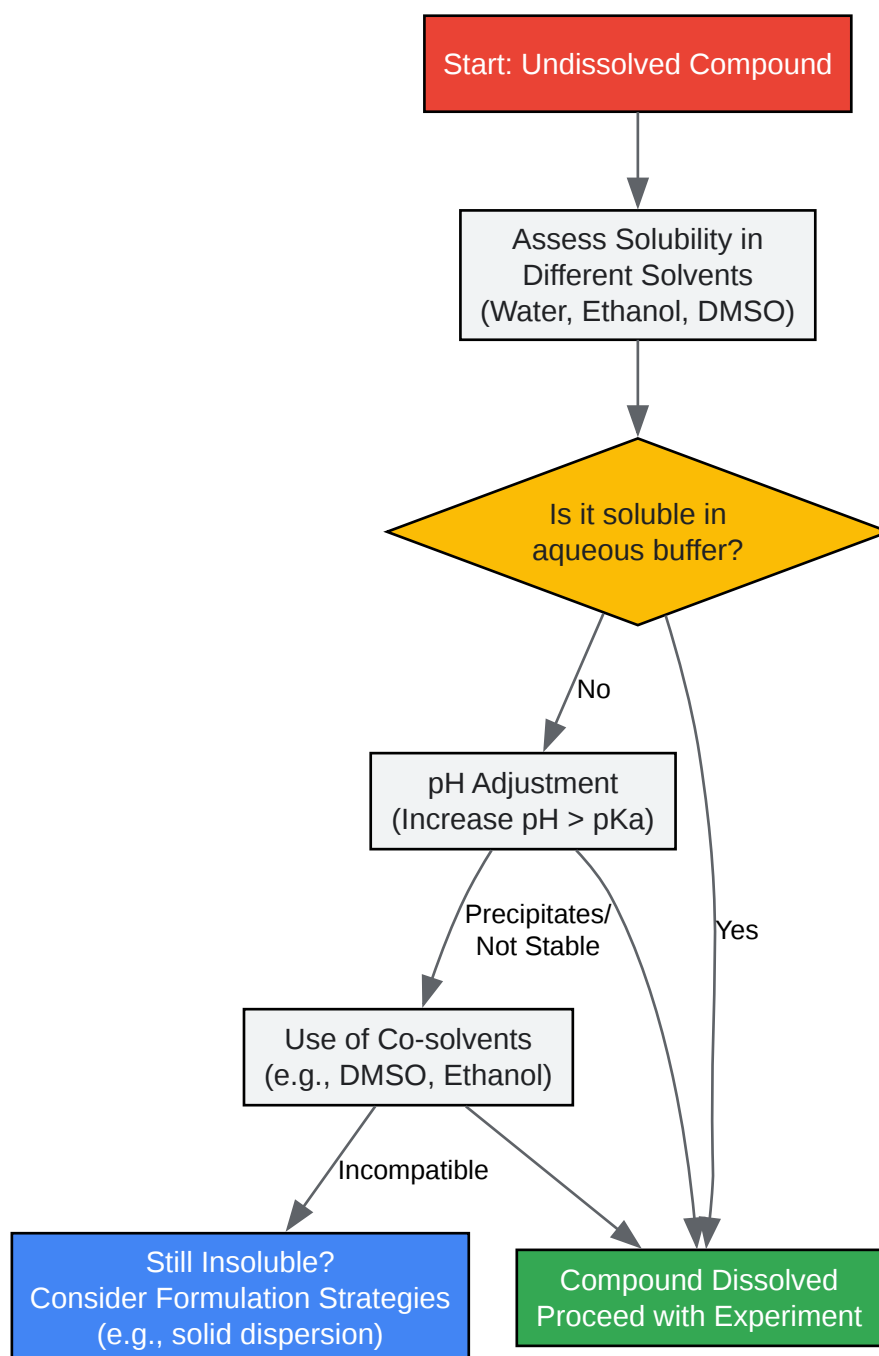 Start: Undissolved Compound
Assess Solubility in
Different Solvents
(Water, Ethanol, DMSO)
Is it soluble in
aqueous buffer?
No
pH Adjustment
(Increase pH > pKa)
Precipitates/
Not Stable
Yes
Use of Co-solvents
(e.g., DMSO, Ethanol)
Incompatible
Still Insoluble?
Consider Formulation Strategies
(e.g., solid dispersion)
Compound Dissolved
Proceed with Experiment